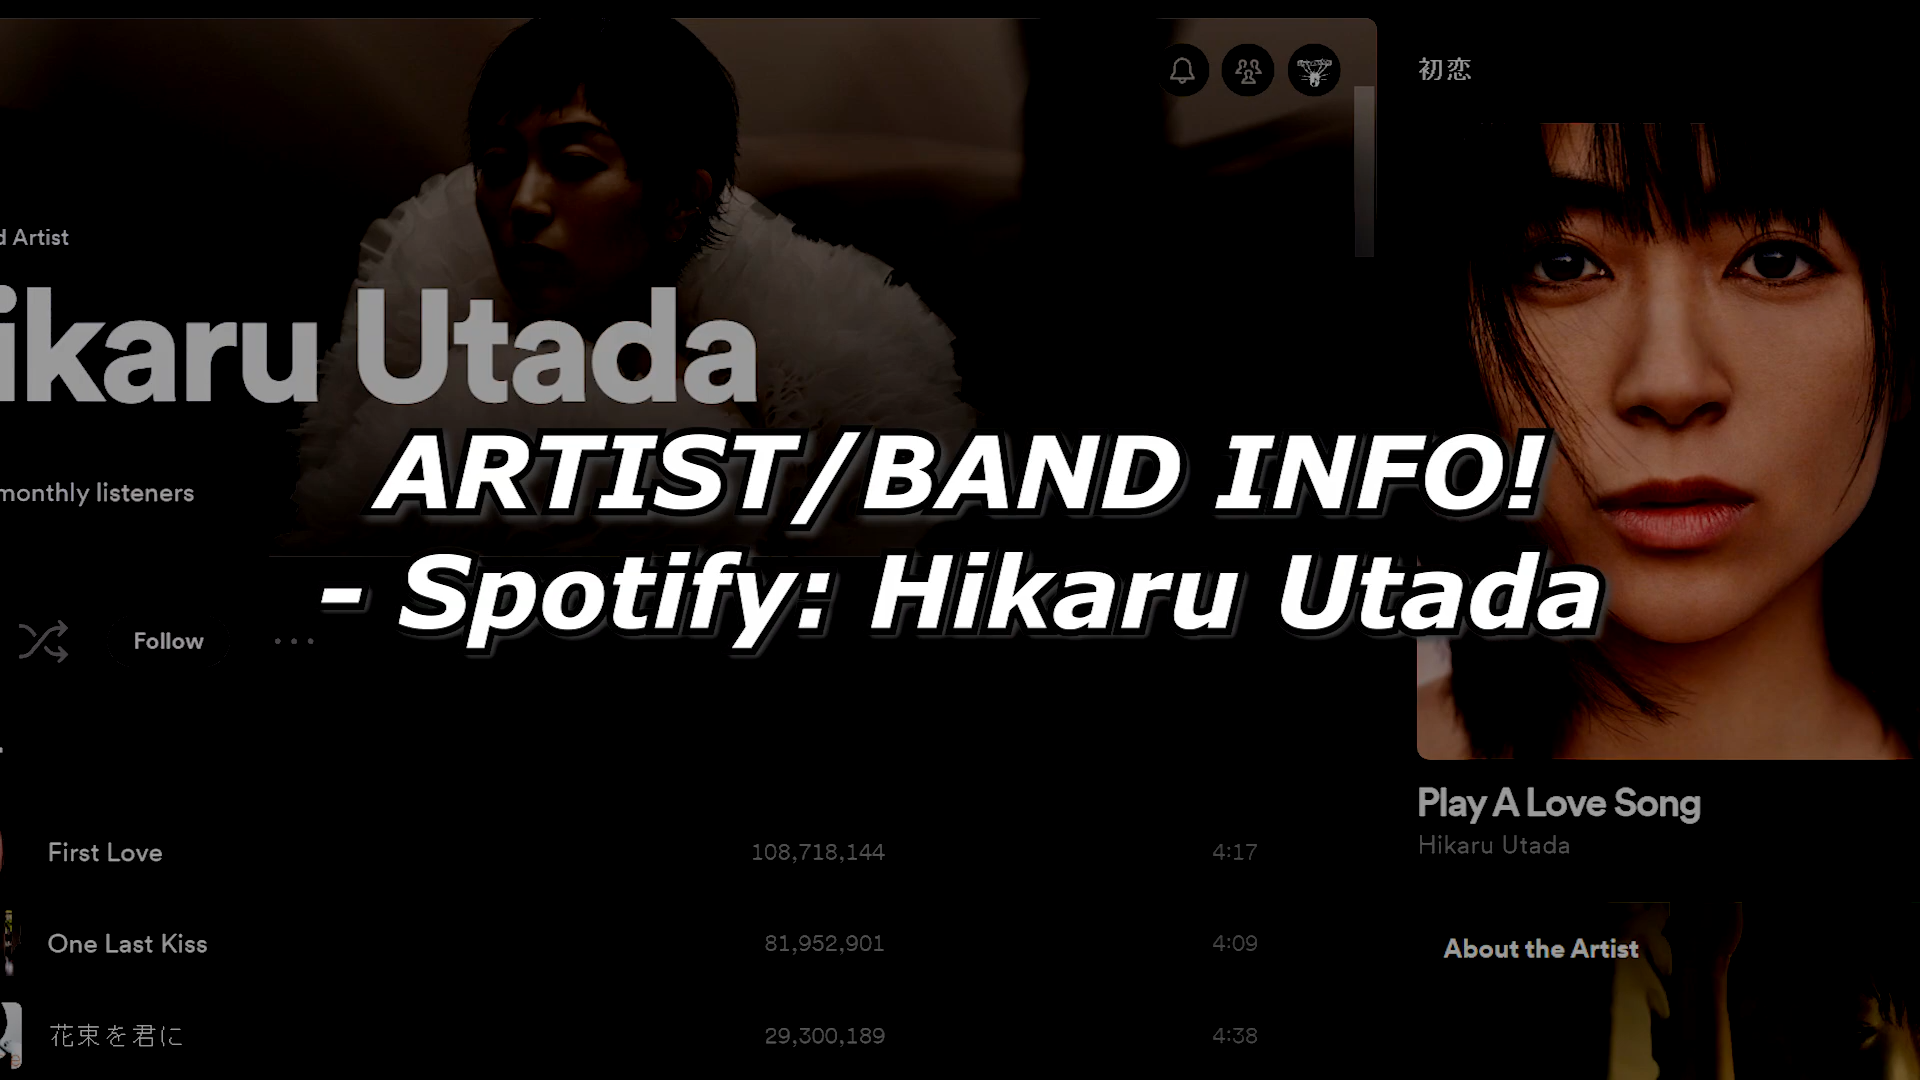 初恋
d Artist
ikaru Utada
monthly listeners
ARTIST/BAND INFO!
- Spotify: Hikaru Utada
Follow
First Love 108,718,144 4:17
One Last Kiss 81,952,901 4:09
花束を君に 29,300,189 4:38
Play A Love Song
Hikaru Utada
About the Artist